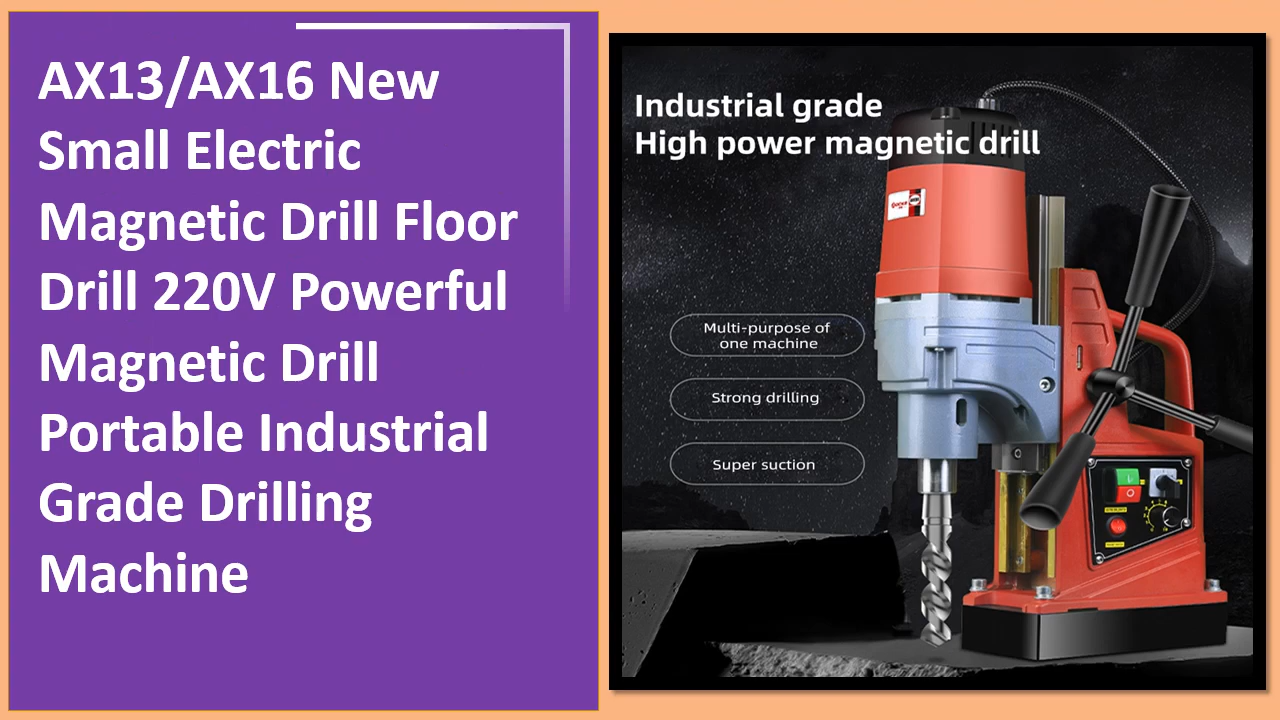 AX13/AX16 New
Small Electric
Magnetic Drill Floor
Drill 220V Powerful
Magnetic Drill
Portable Industrial
Grade Drilling
Machine
Industrial grade
High power magnetic drill
Multi-purpose of
one machine
Strong drilling
Super suction